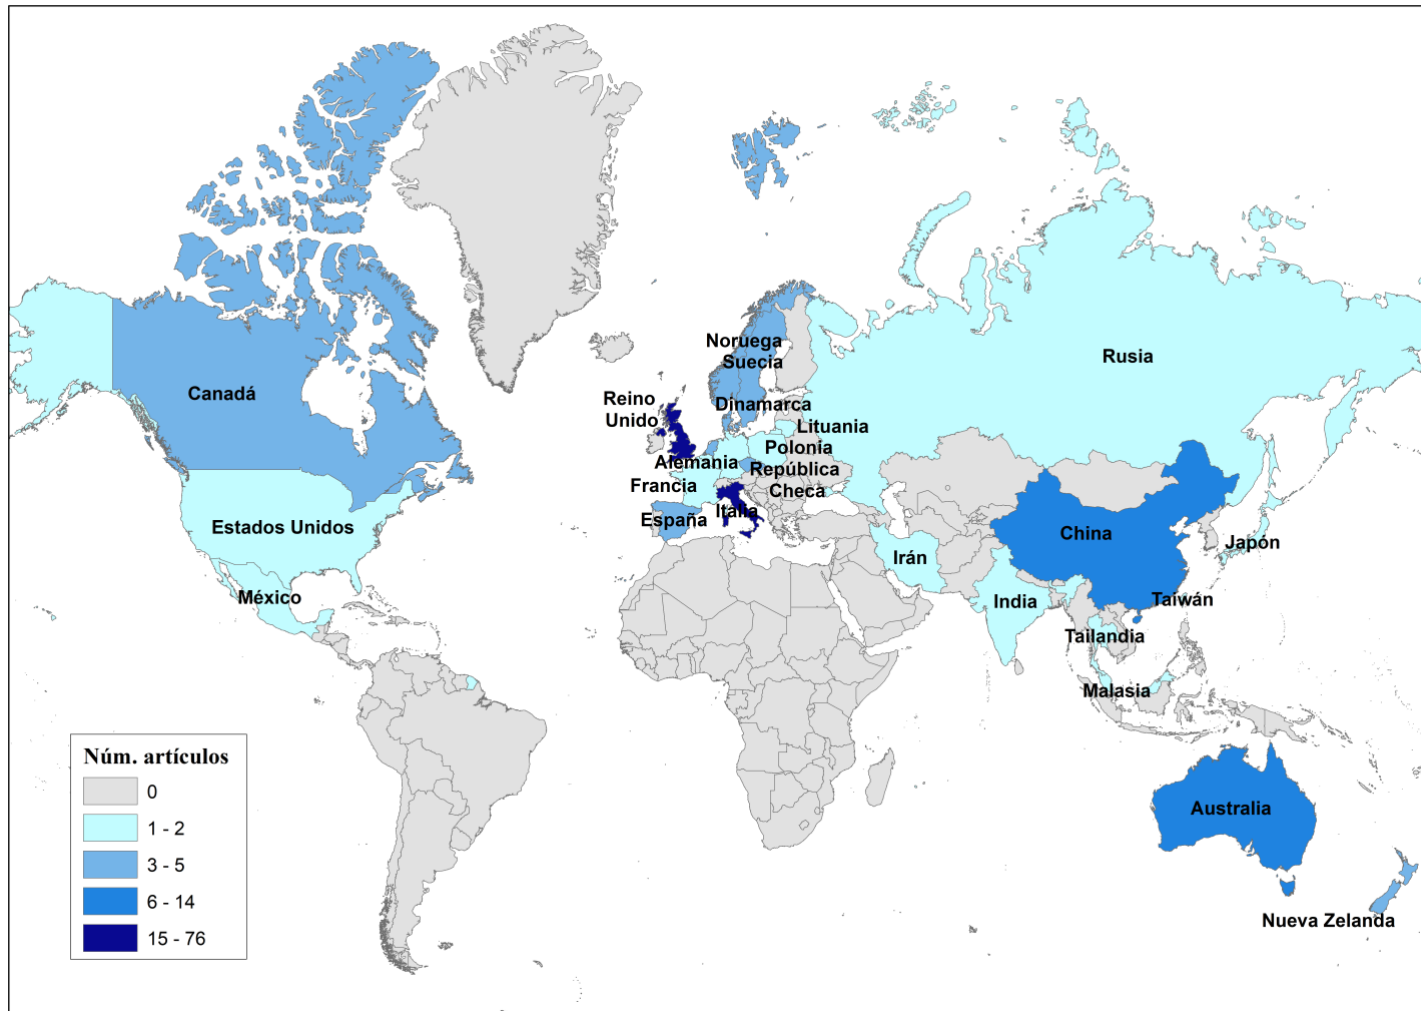 Noruega
Suecia
Rusia
Canadá
Reino
Unido
Dinamarca
Lituania
Polonia
Alemania
República
Checa
Francia
Italia
España
Estados Unidos
China
Japón
Irán
México
India
Taiwán
Tailandia
Malasia
Australia
Nueva Zelanda
Núm. artículos
0
1 - 2
3 - 5
6 - 14
15 - 76